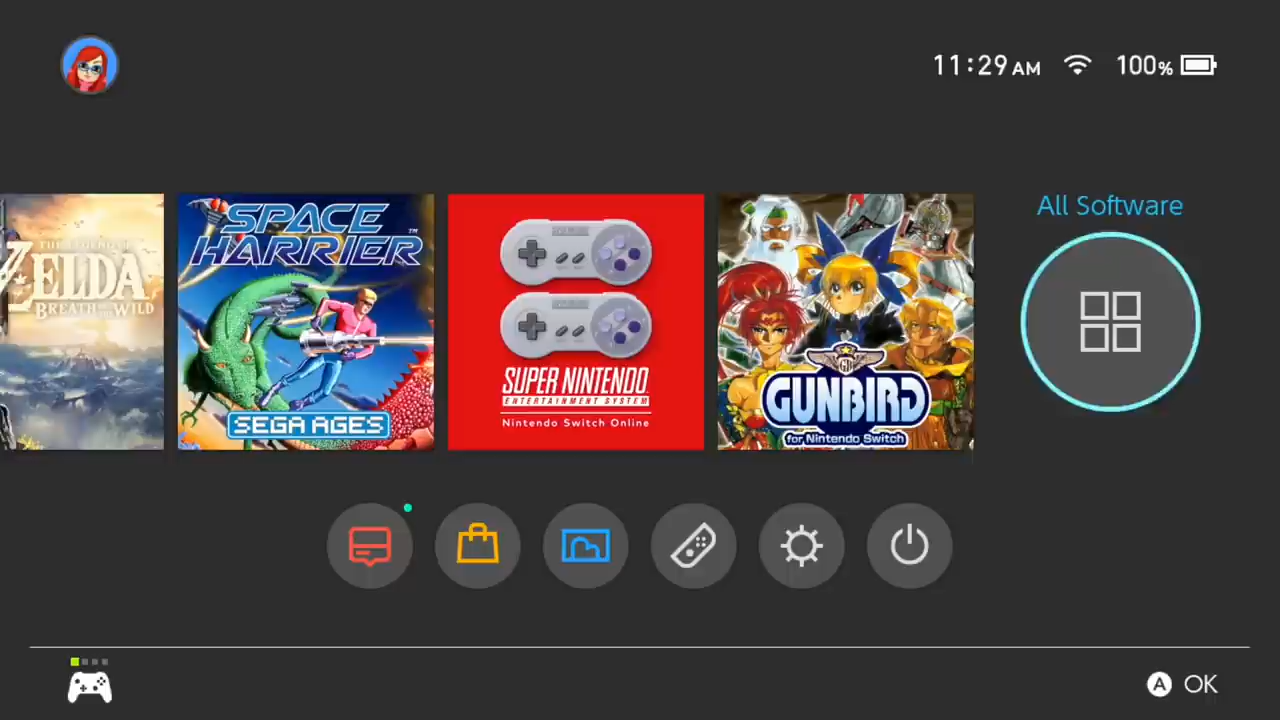 11:29 AM 100%
All Software
THE LEGEND OF
ZELDA
BREATH OF THE WILD
SPACE
HARRIER™
SEGA AGES
SUPER NINTENDO
ENTERTAINMENT SYSTEM
Nintendo Switch Online
GUNBIRD
for Nintendo Switch
A OK